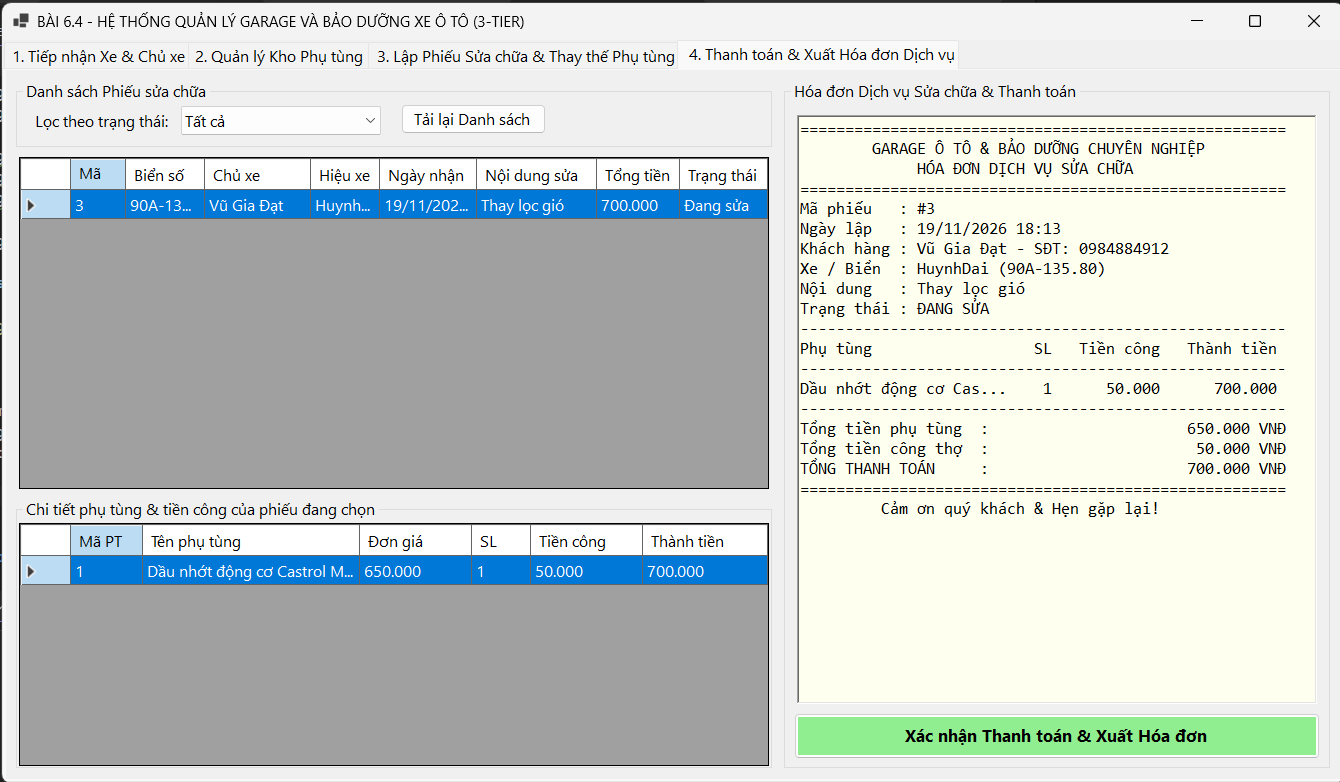 BÀI 6.4 - HỆ THỐNG QUẢN LÝ GARAGE VÀ BẢO DƯỠNG XE Ô TÔ (3-TIER)
1. Tiếp nhận Xe & Chủ xe 2. Quản lý Kho Phụ tùng 3. Lập Phiếu Sửa chữa & Thay thế Phụ tùng 4. Thanh toán & Xuất Hóa đơn Dịch vụ
Danh sách Phiếu sửa chữa
Lọc theo trạng thái: Tất cả Tải lại Danh sách
Mã Biển số Chủ xe Hiệu xe Ngày nhận Nội dung sửa Tổng tiền Trạng thái
3 90A-13... Vũ Gia Đạt Huynh... 19/11/202... Thay lọc gió 700.000 Đang sửa
Chi tiết phụ tùng & tiền công của phiếu đang chọn
Mã PT Tên phụ tùng Đơn giá SL Tiền công Thành tiền
1 Dầu nhớt động cơ Castrol M... 650.000 1 50.000 700.000
Hóa đơn Dịch vụ Sửa chữa & Thanh toán
======================================================
GARAGE Ô TÔ & BẢO DƯỠNG CHUYÊN NGHIỆP
HÓA ĐƠN DỊCH VỤ SỬA CHỮA
======================================================
Mã phiếu : #3
Ngày lập : 19/11/2026 18:13
Khách hàng : Vũ Gia Đạt - SĐT: 0984884912
Xe / Biển : HuynhDai (90A-135.80)
Nội dung : Thay lọc gió
Trạng thái : ĐANG SỬA
------------------------------------------------------
Phụ tùng SL Tiền công Thành tiền
------------------------------------------------------
Dầu nhớt động cơ Cas... 1 50.000 700.000
------------------------------------------------------
Tổng tiền phụ tùng : 650.000 VNĐ
Tổng tiền công thợ : 50.000 VNĐ
TỔNG THANH TOÁN : 700.000 VNĐ
======================================================
Cảm ơn quý khách & Hẹn gặp lại!
Xác nhận Thanh toán & Xuất Hóa đơn